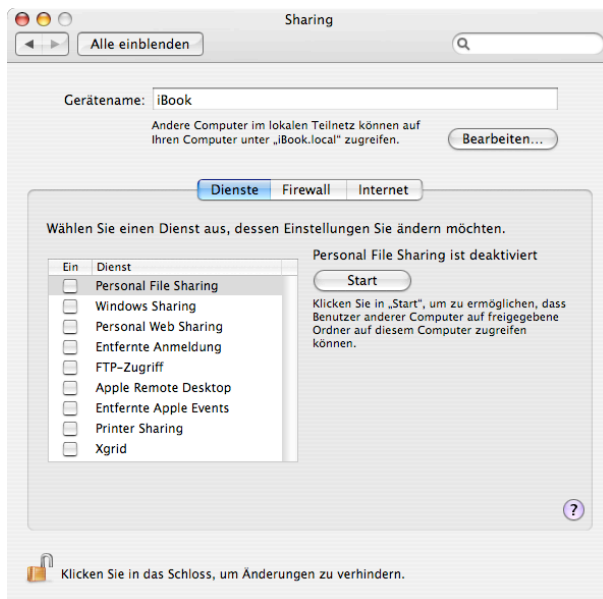 Sharing
Alle einblenden
Gerätename: iBook
Andere Computer im lokalen Teilnetz können auf
Ihren Computer unter „iBook.local“ zugreifen.
Bearbeiten...
Dienste Firewall Internet
Wählen Sie einen Dienst aus, dessen Einstellungen Sie ändern möchten.
Ein Dienst
Personal File Sharing
Windows Sharing
Personal Web Sharing
Entfernte Anmeldung
FTP-Zugriff
Apple Remote Desktop
Entfernte Apple Events
Printer Sharing
Xgrid
Personal File Sharing ist deaktiviert
Start
Klicken Sie in „Start“, um zu ermöglichen, dass
Benutzer anderer Computer auf freigegebene
Ordner auf diesem Computer zugreifen
können.
?
Klicken Sie in das Schloss, um Änderungen zu verhindern.